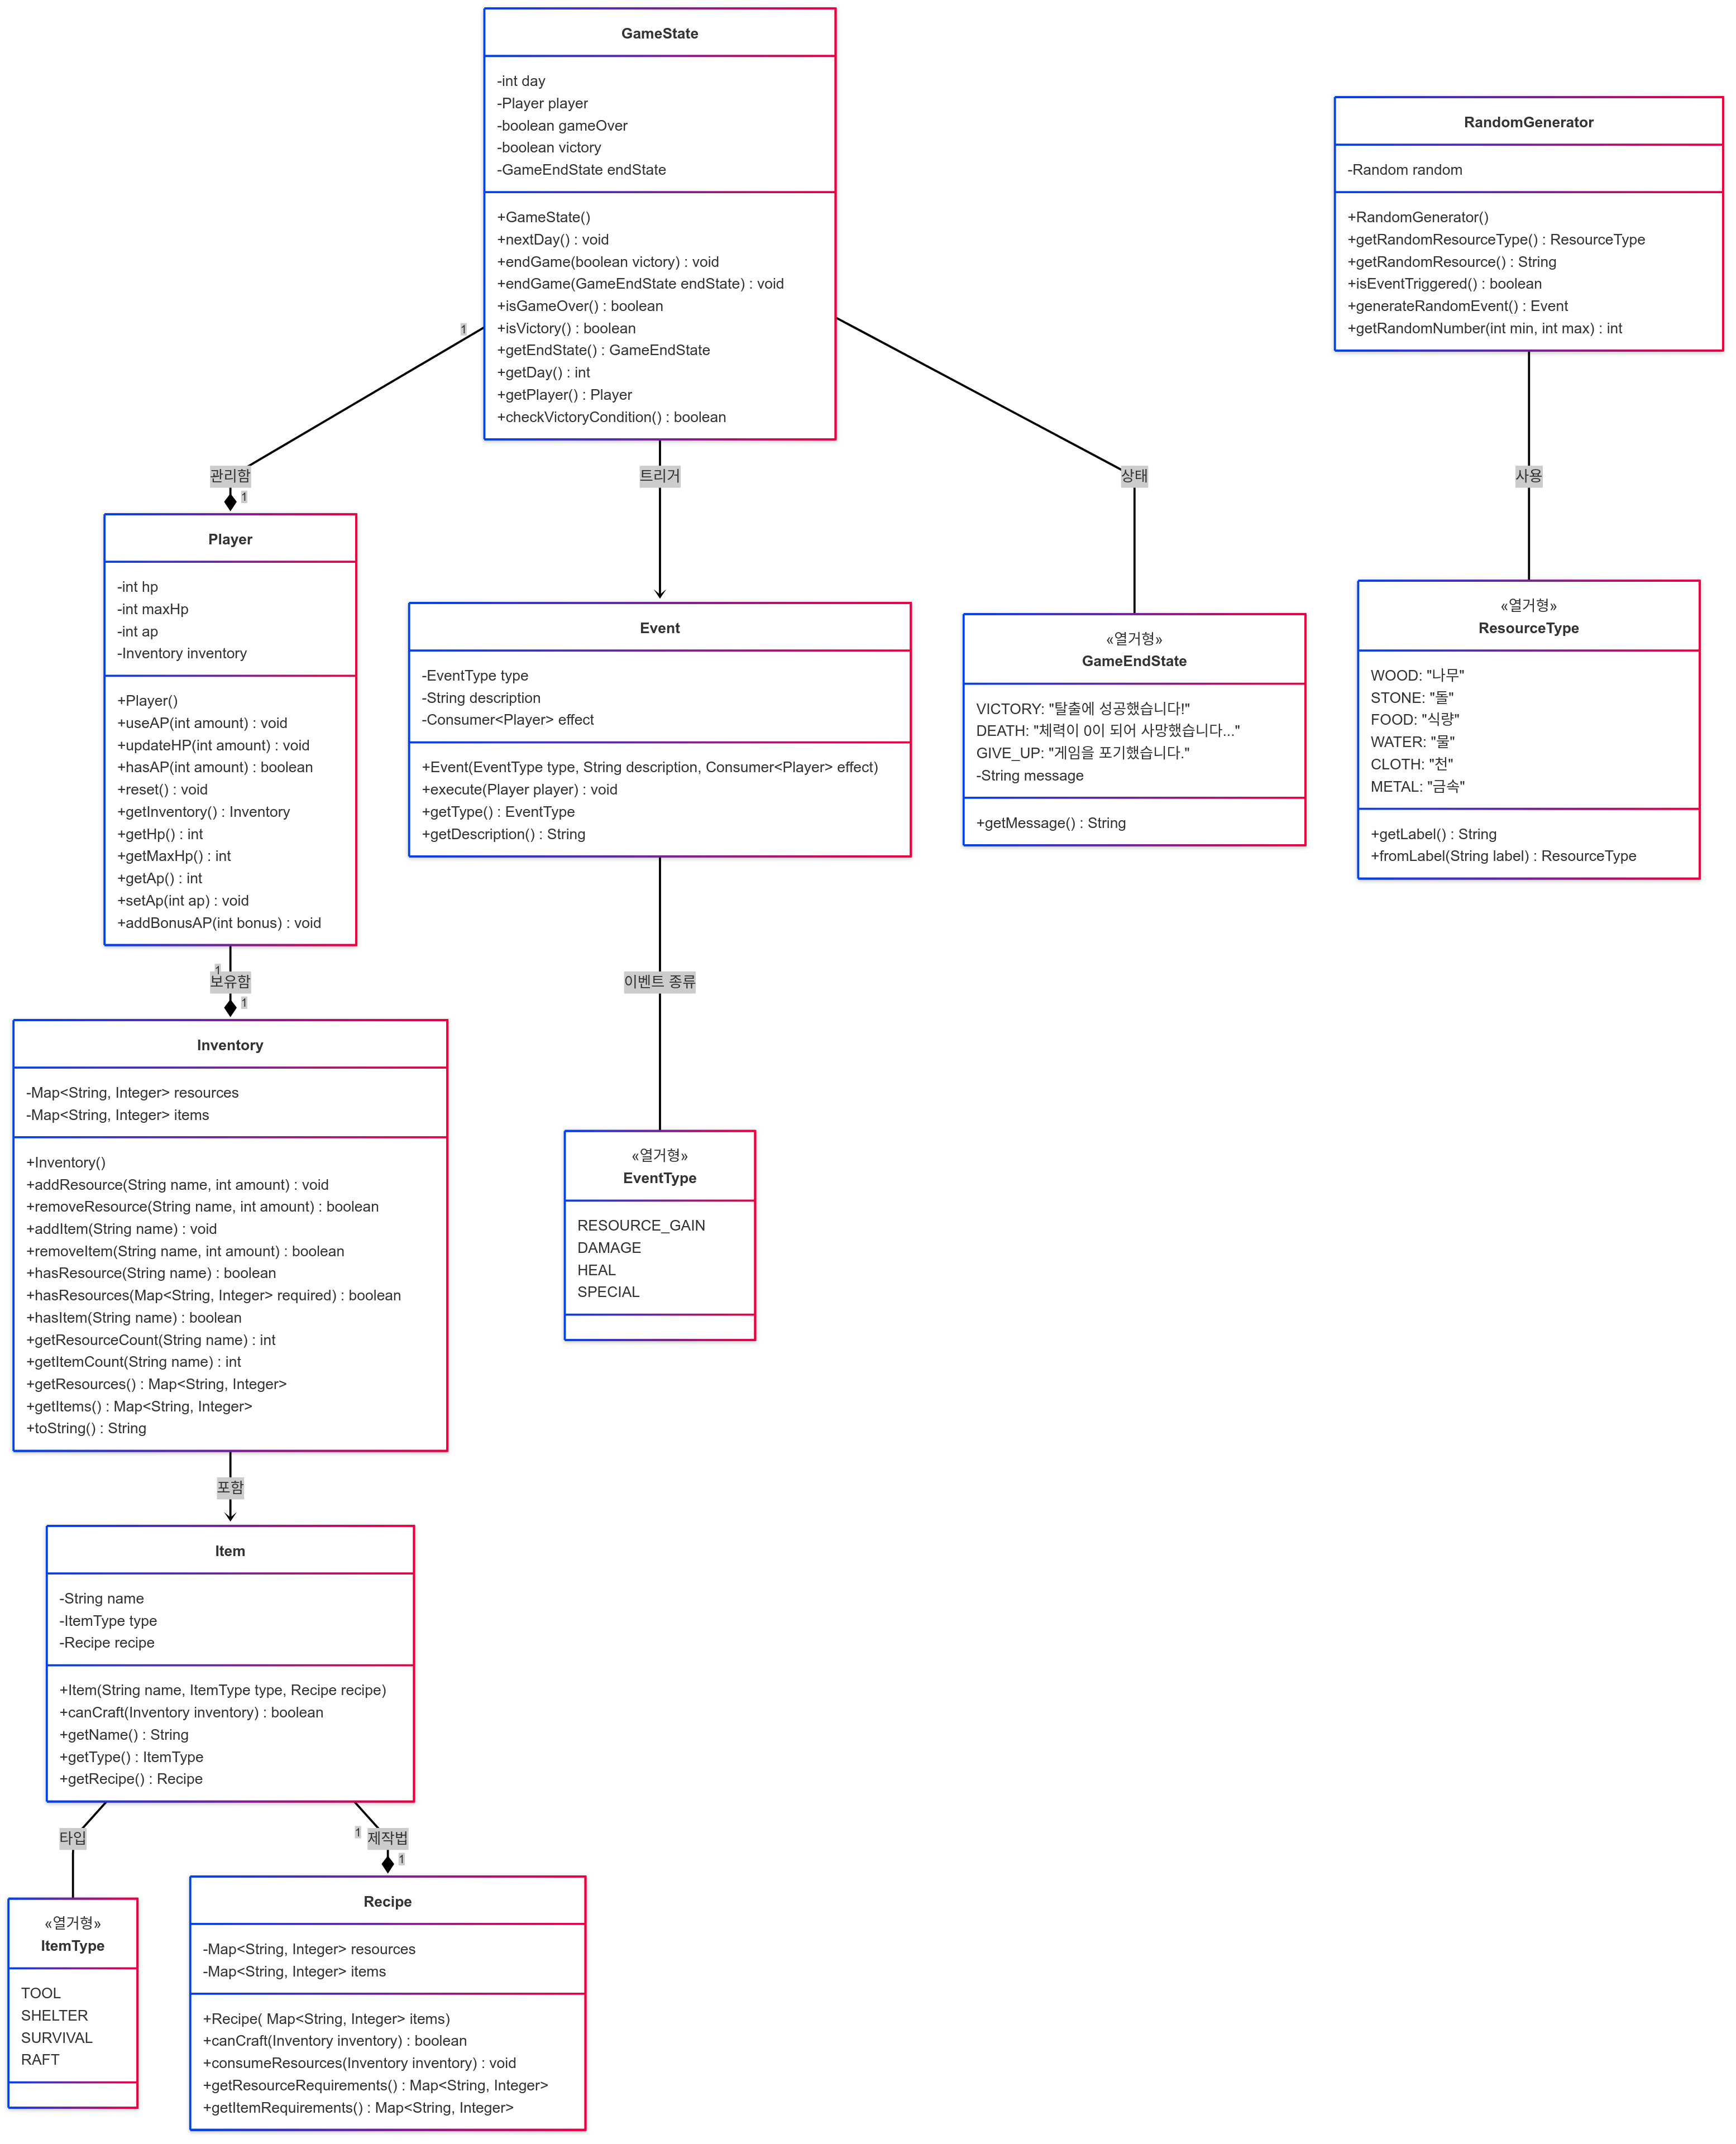 GameState
-int day
-Player player
-boolean gameOver
-boolean victory
-GameEndState endState
+GameState()
+nextDay() : void
+endGame(boolean victory) : void
+endGame(GameEndState endState) : void
+isGameOver() : boolean
+isVictory() : boolean
+getEndState() : GameEndState
+getDay() : int
+getPlayer() : Player
+checkVictoryCondition() : boolean
RandomGenerator
-Random random
+RandomGenerator()
+getRandomResourceType() : ResourceType
+getRandomResource() : String
+isEventTriggered() : boolean
+generateRandomEvent() : Event
+getRandomNumber(int min, int max) : int
1
관리함
1
트리거
상태
사용
Player
-int hp
-int maxHp
-int ap
-Inventory inventory
+Player()
+useAP(int amount) : void
+updateHP(int amount) : void
+hasAP(int amount) : boolean
+reset() : void
+getInventory() : Inventory
+getHp() : int
+getMaxHp() : int
+getAp() : int
+setAp(int ap) : void
+addBonusAP(int bonus) : void
Event
-EventType type
-String description
-Consumer<Player> effect
+Event(EventType type, String description, Consumer<Player> effect)
+execute(Player player) : void
+getType() : EventType
+getDescription() : String
«열거형»
GameEndState
VICTORY: "탈출에 성공했습니다!"
DEATH: "체력이 0이 되어 사망했습니다..."
GIVE_UP: "게임을 포기했습니다."
-String message
+getMessage() : String
«열거형»
ResourceType
WOOD: "나무"
STONE: "돌"
FOOD: "식량"
WATER: "물"
CLOTH: "천"
METAL: "금속"
+getLabel() : String
+fromLabel(String label) : ResourceType
1
보유함
1
이벤트 종류
Inventory
-Map<String, Integer> resources
-Map<String, Integer> items
+Inventory()
+addResource(String name, int amount) : void
+removeResource(String name, int amount) : boolean
+addItem(String name) : void
+removeItem(String name, int amount) : boolean
+hasResource(String name) : boolean
+hasResources(Map<String, Integer> required) : boolean
+hasItem(String name) : boolean
+getResourceCount(String name) : int
+getItemCount(String name) : int
+getResources() : Map<String, Integer>
+getItems() : Map<String, Integer>
+toString() : String
«열거형»
EventType
RESOURCE_GAIN
DAMAGE
HEAL
SPECIAL
포함
Item
-String name
-ItemType type
-Recipe recipe
+Item(String name, ItemType type, Recipe recipe)
+canCraft(Inventory inventory) : boolean
+getName() : String
+getType() : ItemType
+getRecipe() : Recipe
타입
1
제작법
1
«열거형»
ItemType
TOOL
SHELTER
SURVIVAL
RAFT
Recipe
-Map<String, Integer> resources
-Map<String, Integer> items
+Recipe( Map<String, Integer> items)
+canCraft(Inventory inventory) : boolean
+consumeResources(Inventory inventory) : void
+getResourceRequirements() : Map<String, Integer>
+getItemRequirements() : Map<String, Integer>